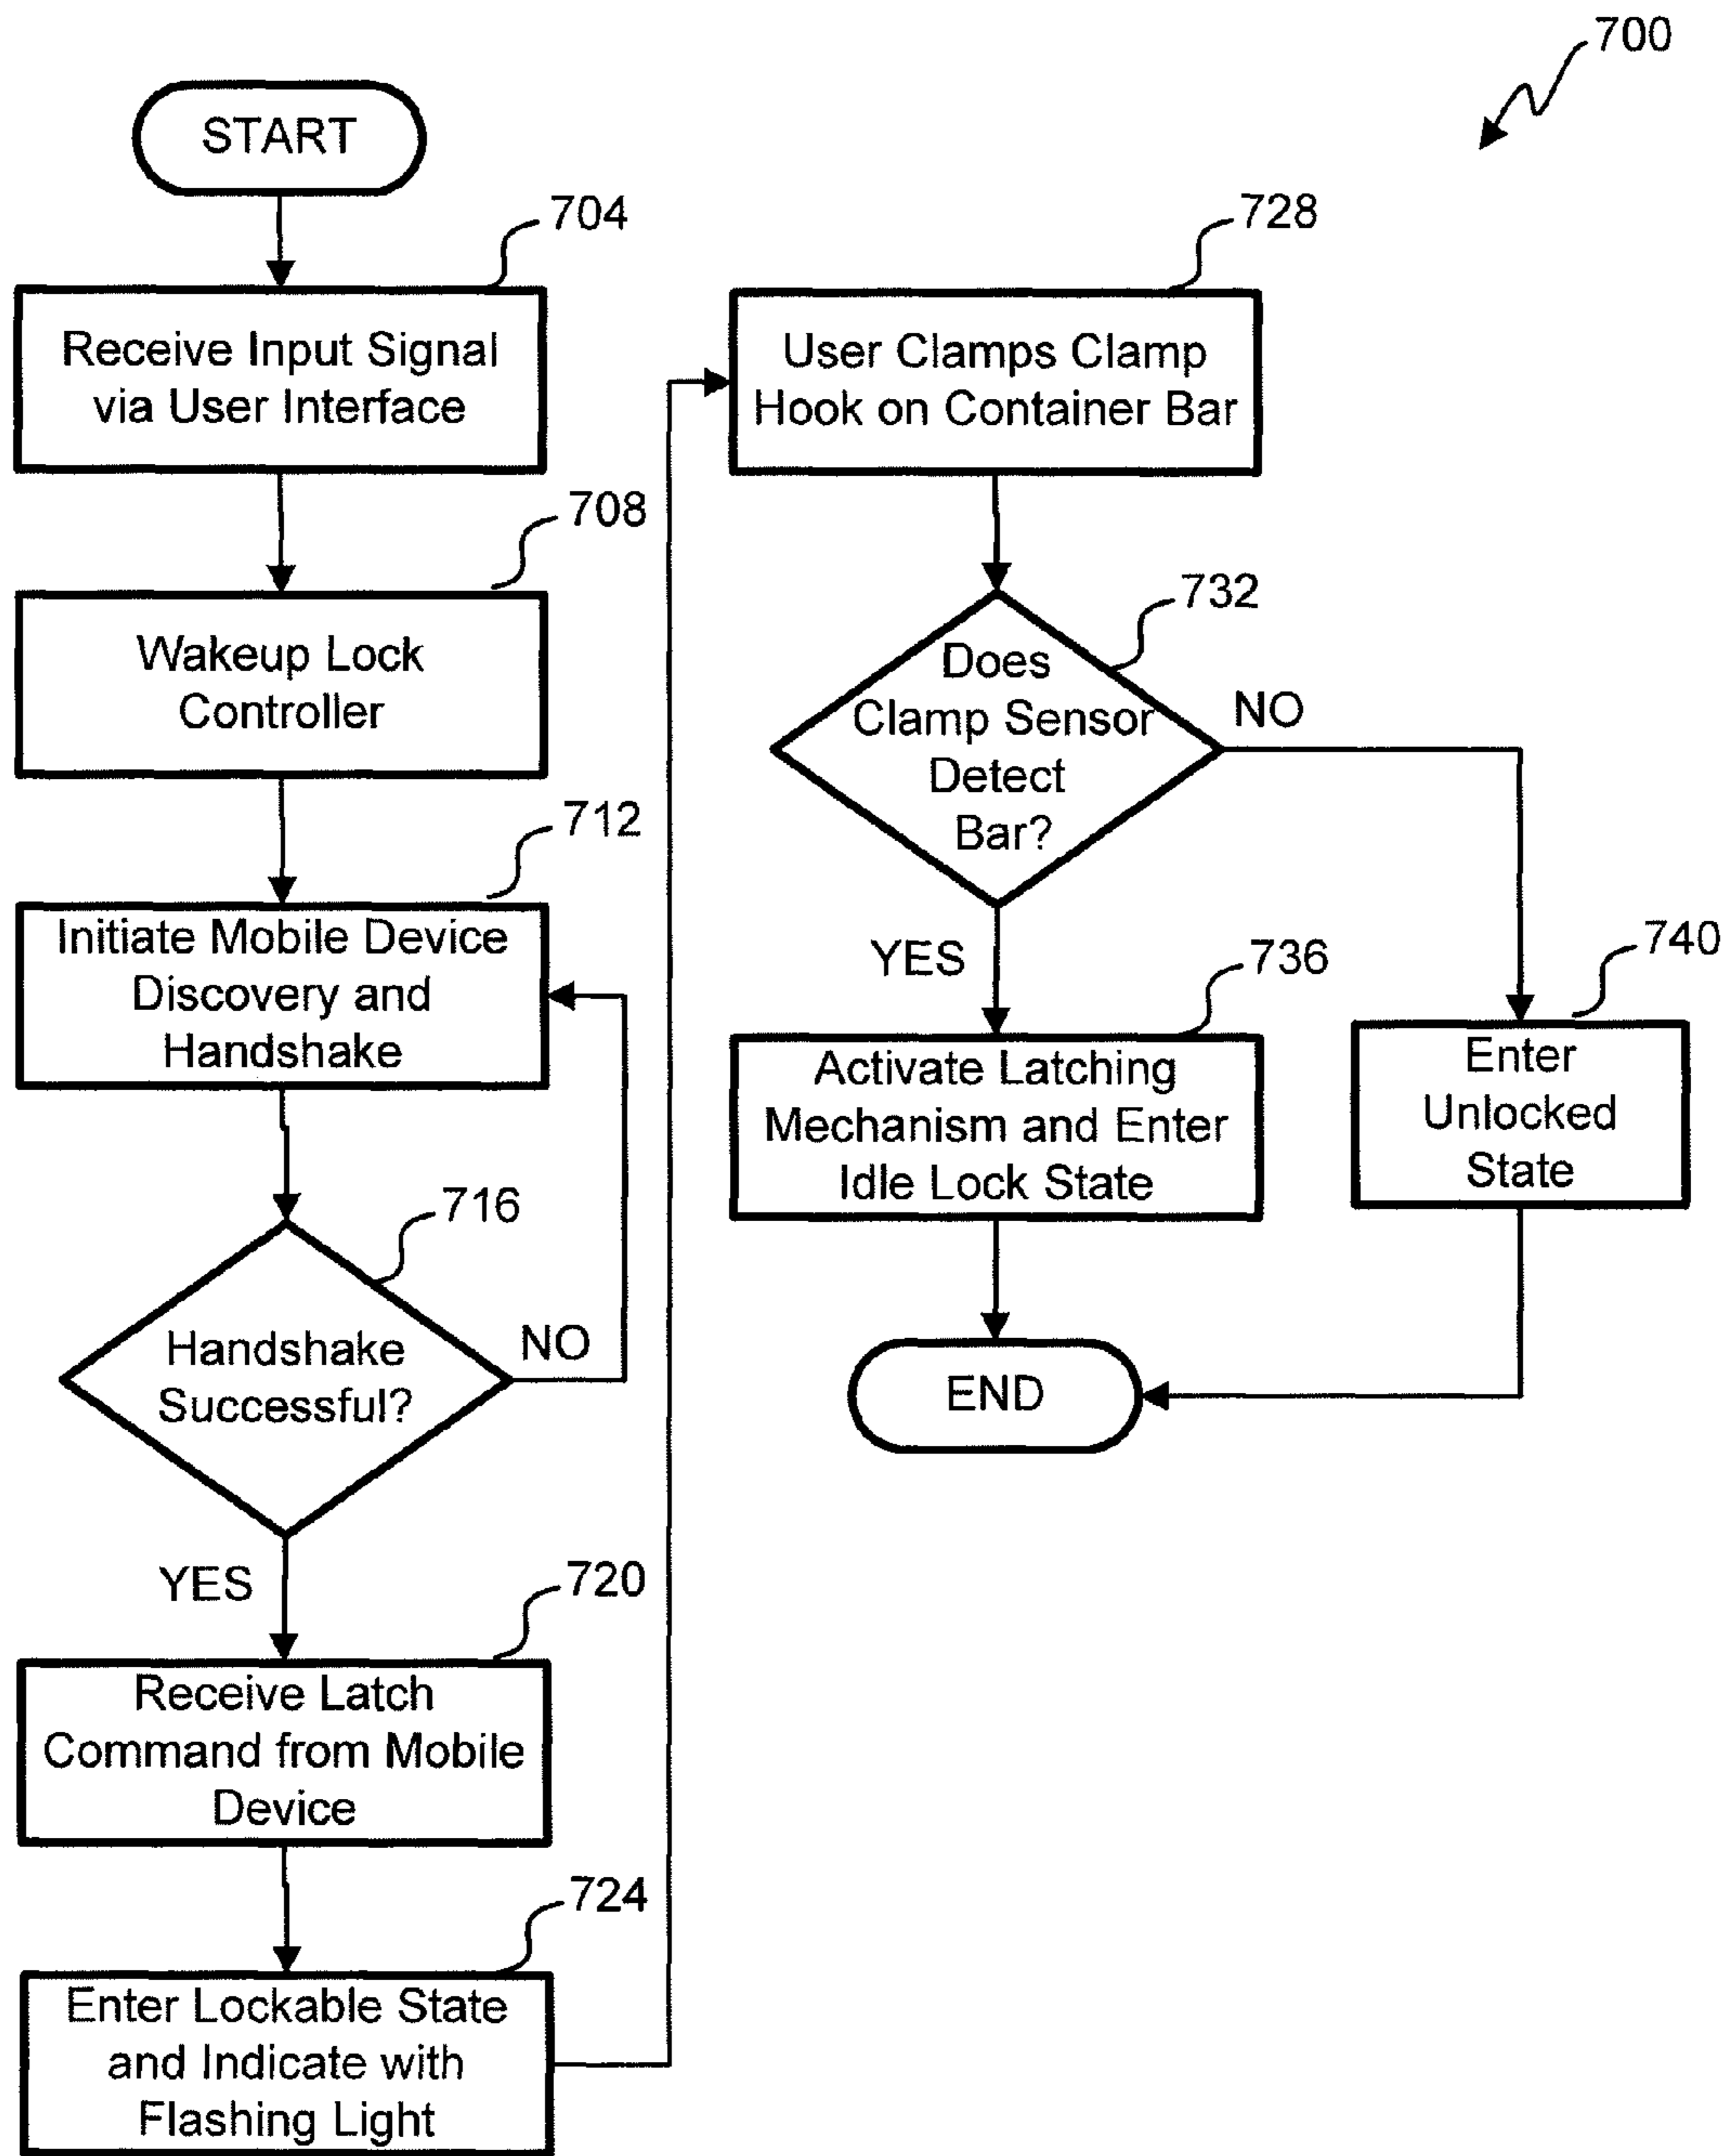 700
START
704
Receive Input Signal
via User Interface
708
Wakeup Lock
Controller
712
Initiate Mobile Device
Discovery and
Handshake
716
Handshake
Successful?
NO
YES
720
Receive Latch
Command from Mobile
Device
724
Enter Lockable State
and Indicate with
Flashing Light
728
User Clamps Clamp
Hook on Container Bar
732
Does
Clamp Sensor
Detect
Bar?
NO
YES
736
Activate Latching
Mechanism and Enter
Idle Lock State
740
Enter
Unlocked
State
END